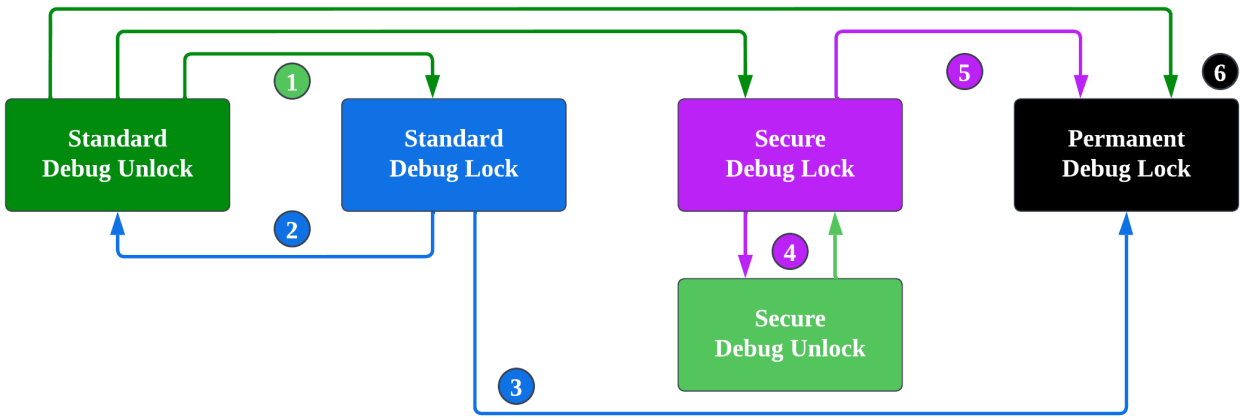 1
5
6
Standard
Debug Unlock
Standard
Debug Lock
Secure
Debug Lock
Permanent
Debug Lock
2
4
Secure
Debug Unlock
3